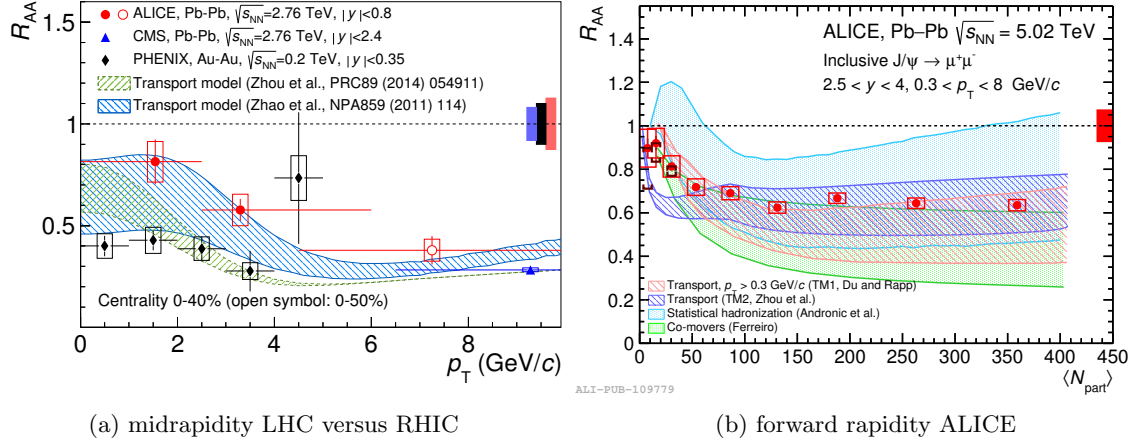 R_AA
1.5
1
0.5
ALICE, Pb-Pb, √s_NN=2.76 TeV, |y|<0.8
CMS, Pb-Pb, √s_NN=2.76 TeV, |y|<2.4
PHENIX, Au-Au, √s_NN=0.2 TeV, |y|<0.35
Transport model (Zhou et al., PRC89 (2014) 054911)
Transport model (Zhao et al., NPA859 (2011) 114)
Centrality 0-40% (open symbol: 0-50%)
0 2 4 6 8
p_T (GeV/c)
(a) midrapidity LHC versus RHIC
R_AA
1.4
1.2
1
0.8
0.6
0.4
0.2
0
ALICE, Pb–Pb √s_NN = 5.02 TeV
Inclusive J/ψ → μ⁺μ⁻
2.5 < y < 4, 0.3 < p_T < 8 GeV/c
Transport, p_T > 0.3 GeV/c (TM1, Du and Rapp)
Transport (TM2, Zhou et al.)
Statistical hadronization (Andronic et al.)
Co-movers (Ferreiro)
0 50 100 150 200 250 300 350 400 450
⟨N_part⟩
ALI-PUB-109779
(b) forward rapidity ALICE